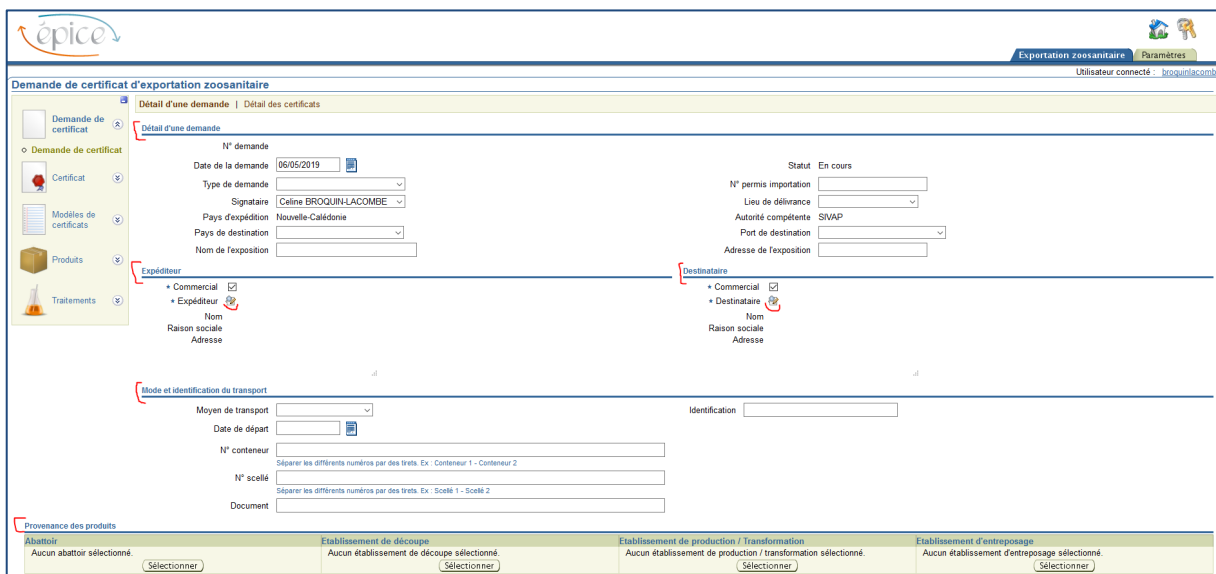 épice
Exportation zoosanitaire Paramètres
Utilisateur connecté : broquinlacomb
Demande de certificat d'exportation zoosanitaire
Détail d'une demande | Détail des certificats
Demande de certificat
Demande de certificat
Certificat
Modèles de certificats
Produits
Traitements
Détail d'une demande
N° demande
Date de la demande 06/05/2019 Statut En cours
Type de demande N° permis importation
Signataire Celine BROQUIN-LACOMBE Lieu de délivrance
Pays d'expédition Nouvelle-Calédonie Autorité compétente SIVAP
Pays de destination Port de destination
Nom de l'exposition Adresse de l'exposition
Expéditeur Destinataire
* Commercial * Commercial
* Expéditeur * Destinataire
Nom Nom
Raison sociale Raison sociale
Adresse Adresse
Mode et identification du transport
Moyen de transport Identification
Date de départ
N° conteneur
Séparer les différents numéros par des tirets. Ex : Conteneur 1 - Conteneur 2
N° scellé
Séparer les différents numéros par des tirets. Ex : Scellé 1 - Scellé 2
Document
Provenance des produits
Abattoir Etablissement de découpe Etablissement de production / Transformation Etablissement d'entreposage
Aucun abattoir sélectionné. Aucun établissement de découpe sélectionné. Aucun établissement de production / transformation sélectionné. Aucun établissement d'entreposage sélectionné.
Sélectionner Sélectionner Sélectionner Sélectionner